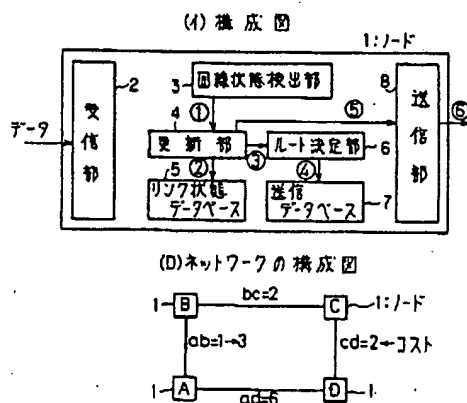 (イ) 構成図
1:ノード
2
受信部
データ
3
回線状態検出部
①
4
更新部
②
③
⑤
ルート決定部
6
④
5
リンク状態
データベース
送信
データベース
7
8
送信部
⑥
(ロ)ネットワークの構成図
1
B
bc=2
C
1:ノード
ab=1→3
cd=2←コスト
1
A
ad=6
D
1